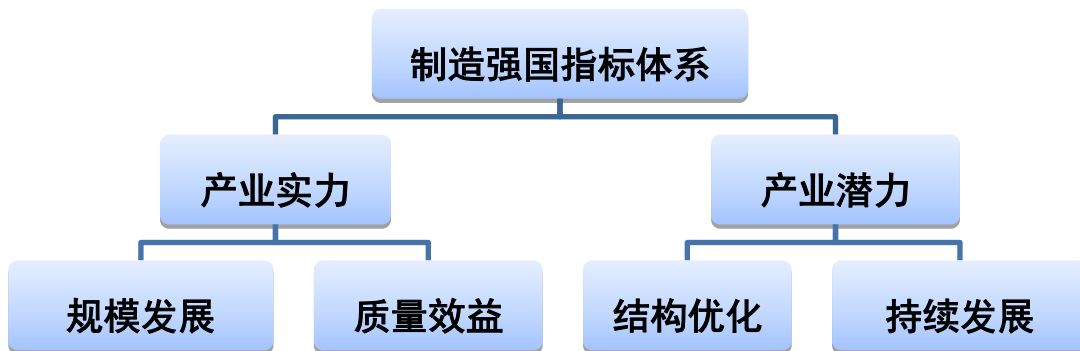 制造强国指标体系
产业实力
产业潜力
规模发展
质量效益
结构优化
持续发展